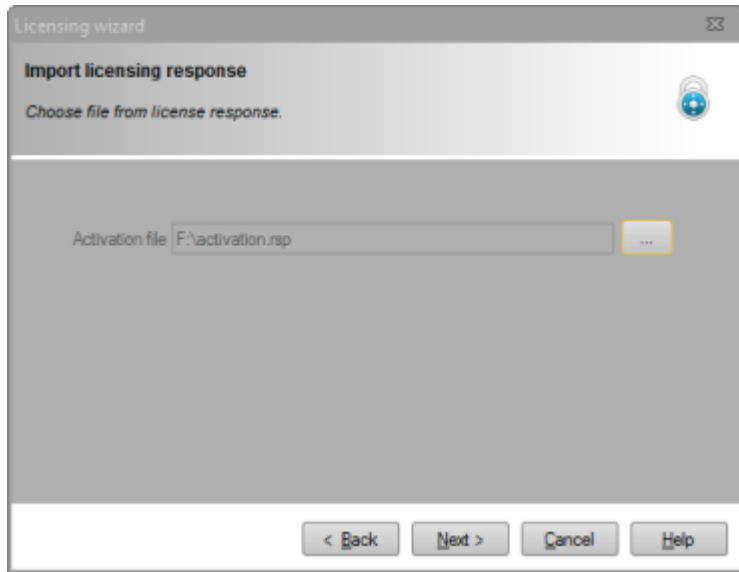 Licensing wizard
Import licensing response
Choose file from license response.
Activation file F:\activation.rsp ...
< Back Next > Cancel Help